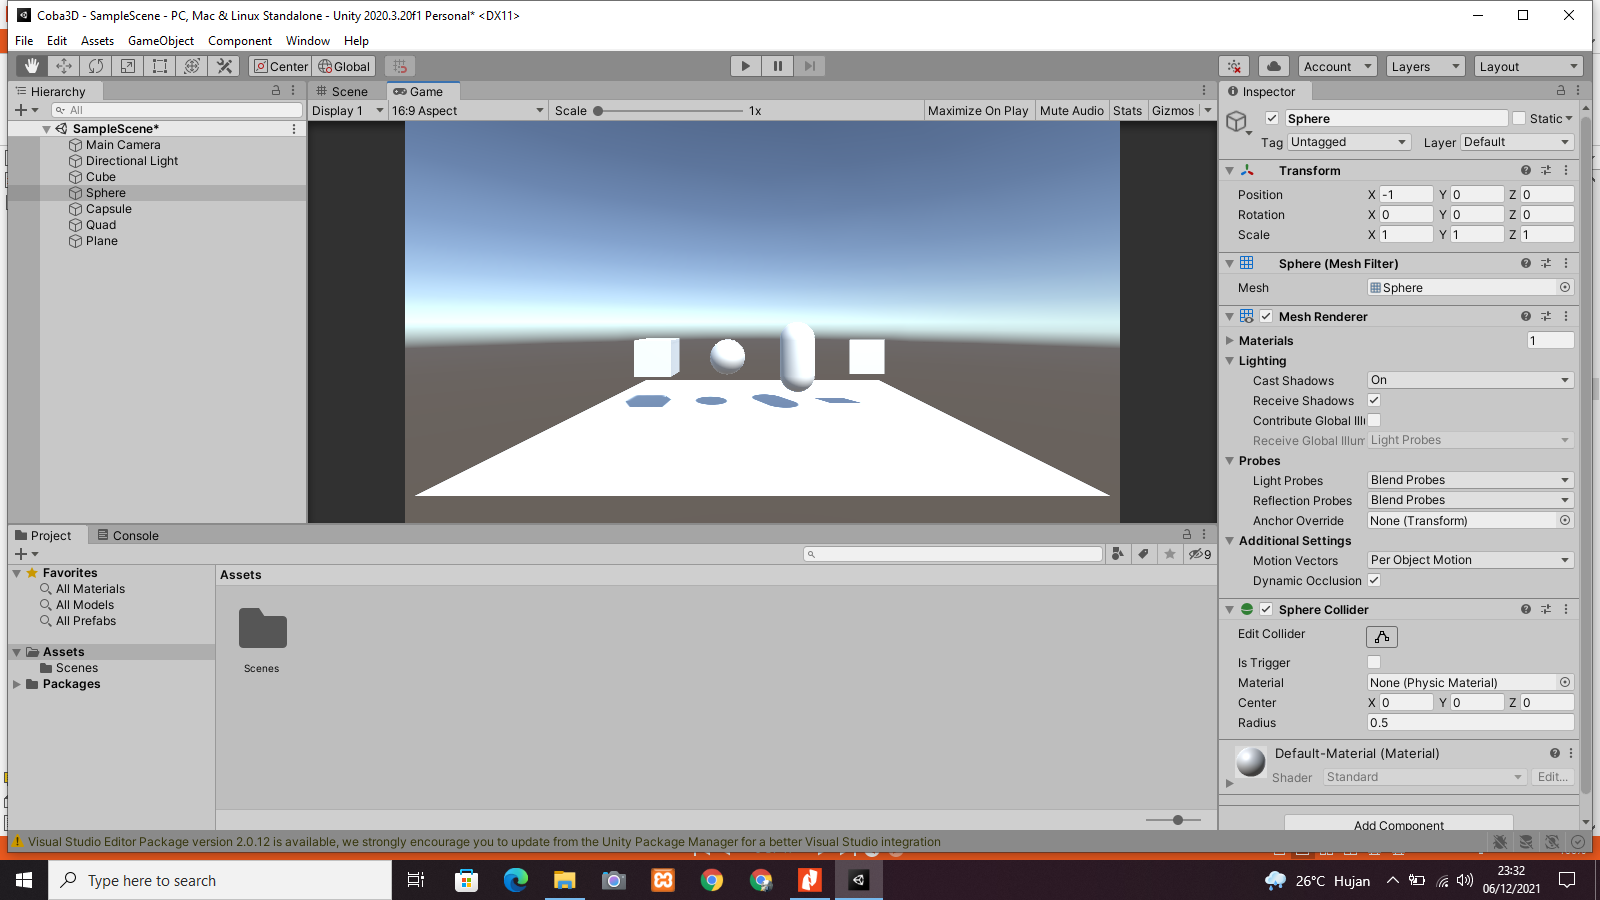 Coba3D - SampleScene - PC, Mac & Linux Standalone - Unity 2020.3.20f1 Personal* <DX11>
File Edit Assets GameObject Component Window Help
Center Global Account Layers Layout
Hierarchy
All
SampleScene*
Main Camera
Directional Light
Cube
Sphere
Capsule
Quad
Plane
Scene Game
Display 1 16:9 Aspect Scale 1x Maximize On Play Mute Audio Stats Gizmos
Inspector
Sphere Static
Tag Untagged Layer Default
Transform
Position X -1 Y 0 Z 0
Rotation X 0 Y 0 Z 0
Scale X 1 Y 1 Z 1
Sphere (Mesh Filter)
Mesh Sphere
Mesh Renderer
Materials 1
Lighting
Cast Shadows On
Receive Shadows
Contribute Global Illu
Receive Global Illum Light Probes
Probes
Light Probes Blend Probes
Reflection Probes Blend Probes
Anchor Override None (Transform)
Additional Settings
Motion Vectors Per Object Motion
Dynamic Occlusion
Sphere Collider
Edit Collider
Is Trigger
Material None (Physic Material)
Center X 0 Y 0 Z 0
Radius 0.5
Default-Material (Material)
Shader Standard Edit...
Add Component
Project Console
9
Favorites
All Materials
All Models
All Prefabs
Assets
Scenes
Packages
Assets
Scenes
Visual Studio Editor Package version 2.0.12 is available, we strongly encourage you to update from the Unity Package Manager for a better Visual Studio integration
Type here to search
26°C Hujan
23:32
06/12/2021